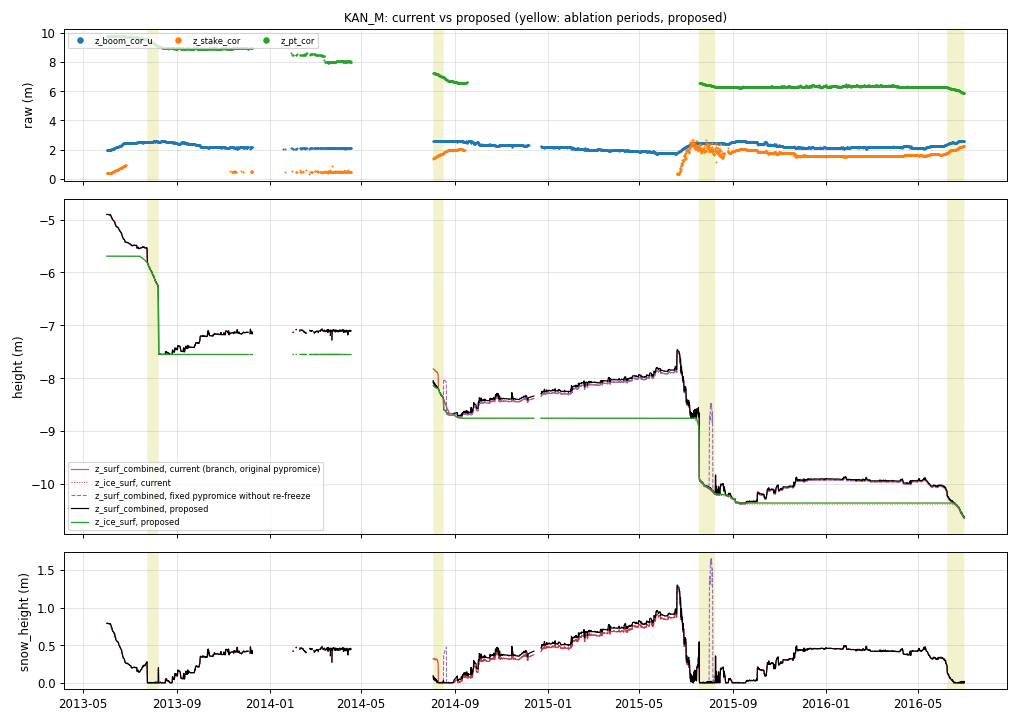 KAN_M: current vs proposed (yellow: ablation periods, proposed)
z_boom_cor_u z_stake_cor z_pt_cor
raw (m)
10
8
6
4
2
0
height (m)
−5
−6
−7
−8
−9
−10
z_surf_combined, current (branch, original pypromice)
z_ice_surf, current
z_surf_combined, fixed pypromice without re-freeze
z_surf_combined, proposed
z_ice_surf, proposed
snow_height (m)
1.5
1.0
0.5
0.0
2013-05 2013-09 2014-01 2014-05 2014-09 2015-01 2015-05 2015-09 2016-01 2016-05